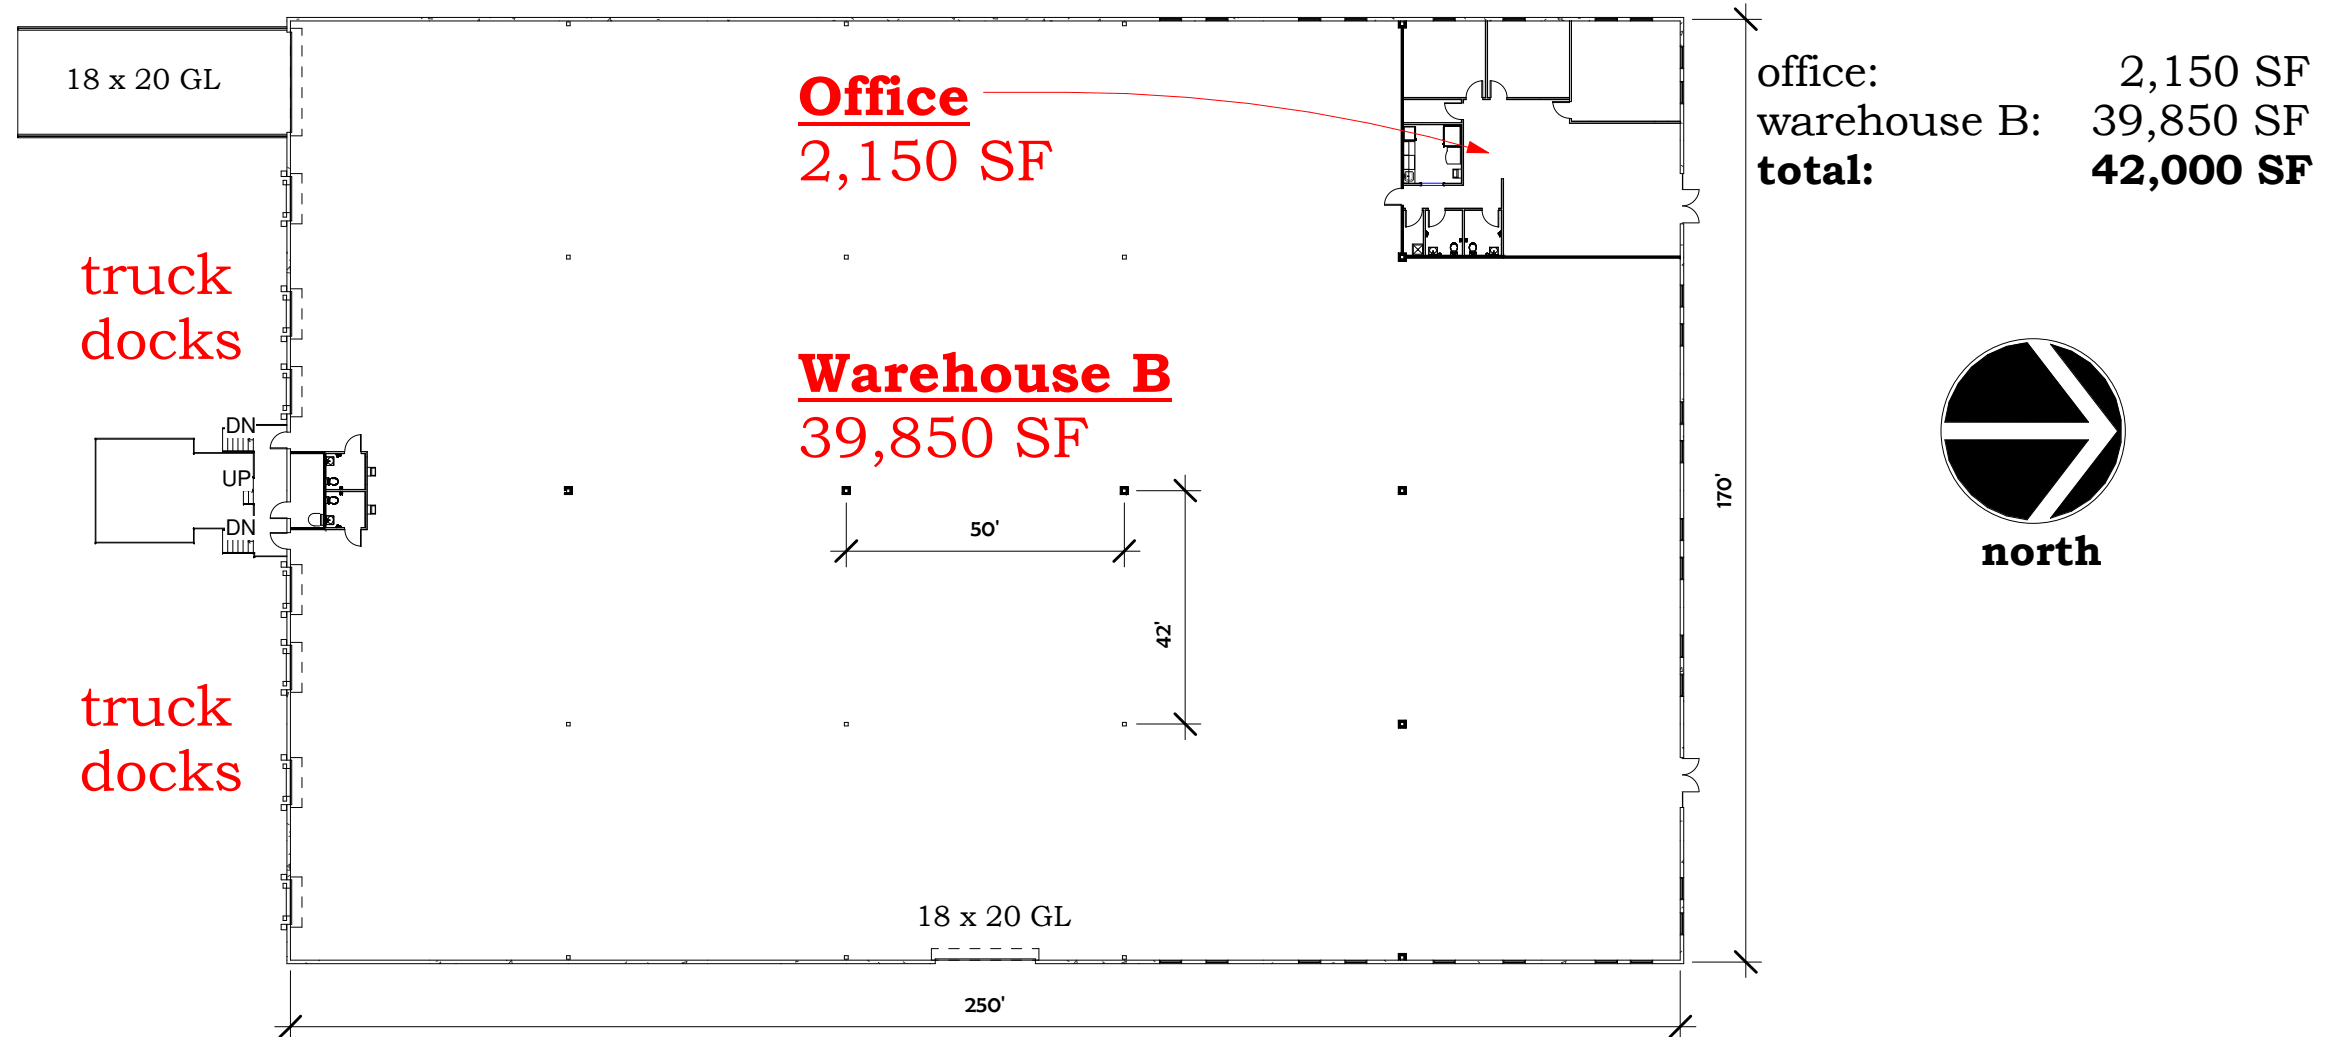 18 x 20 GL
Office
2,150 SF
office: 2,150 SF
warehouse B: 39,850 SF
total: 42,000 SF
truck
docks
Warehouse B
39,850 SF
DN
UP
DN
50'
42'
170'
north
truck
docks
18 x 20 GL
250'